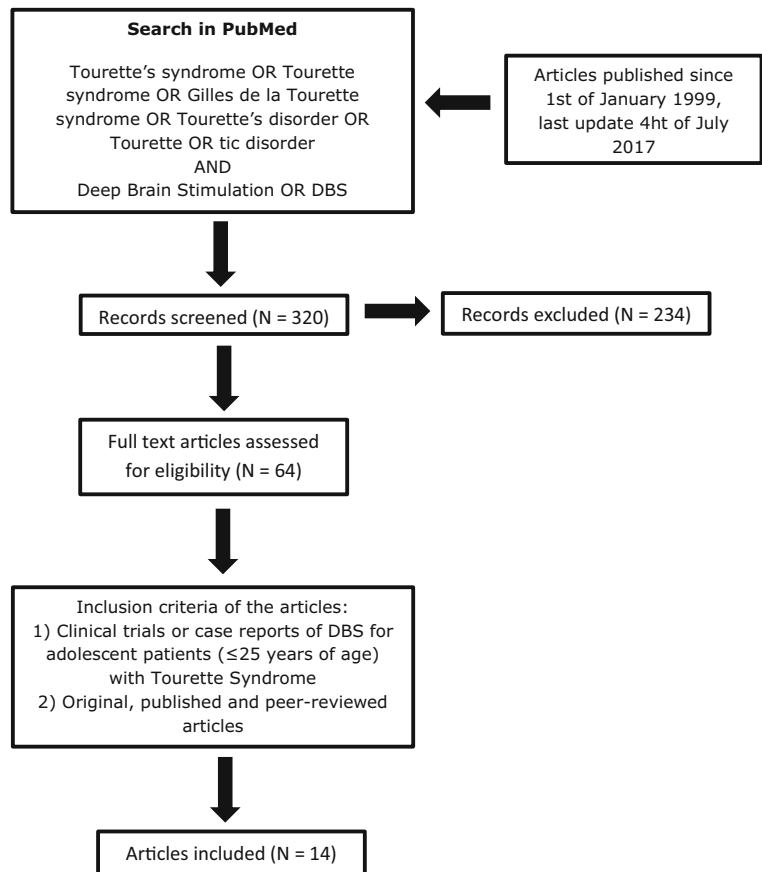 Search in PubMed
Tourette's syndrome OR Tourette
syndrome OR Gilles de la Tourette
syndrome OR Tourette's disorder OR
Tourette OR tic disorder
AND
Deep Brain Stimulation OR DBS
Articles published since
1st of January 1999,
last update 4ht of July
2017
Records screened (N = 320)
Records excluded (N = 234)
Full text articles assessed
for eligibility (N = 64)
Inclusion criteria of the articles:
1) Clinical trials or case reports of DBS for
adolescent patients (≤25 years of age)
with Tourette Syndrome
2) Original, published and peer-reviewed
articles
Articles included (N = 14)